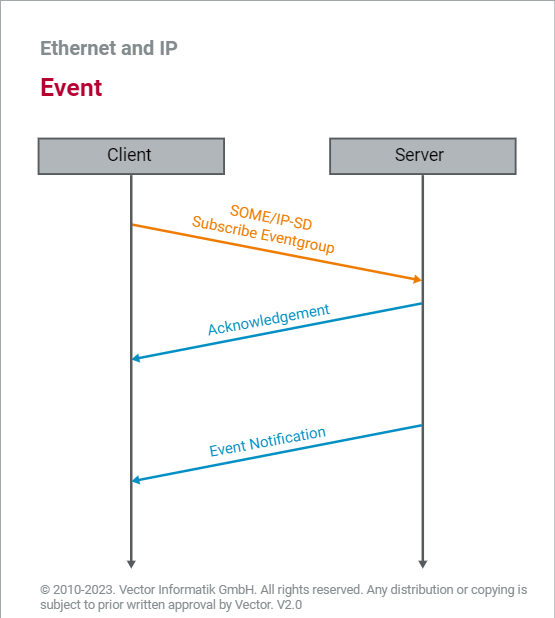 Ethernet and IP
Event
Client
Server
SOME/IP-SD
Subscribe Eventgroup
Acknowledgement
Event Notification
© 2010-2023. Vector Informatik GmbH. All rights reserved. Any distribution or copying is
subject to prior written approval by Vector. V2.0